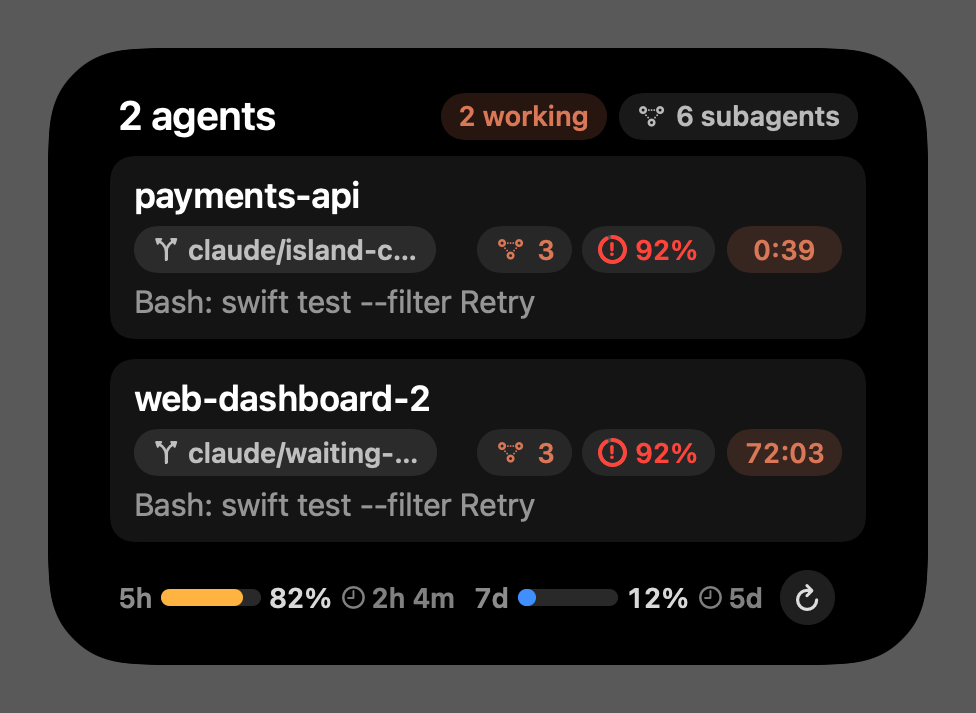 2 agents 2 working 6 subagents
payments-api
claude/island-c... 3 92% 0:39
Bash: swift test --filter Retry
web-dashboard-2
claude/waiting-... 3 92% 72:03
Bash: swift test --filter Retry
5h 82% 2h 4m 7d 12% 5d